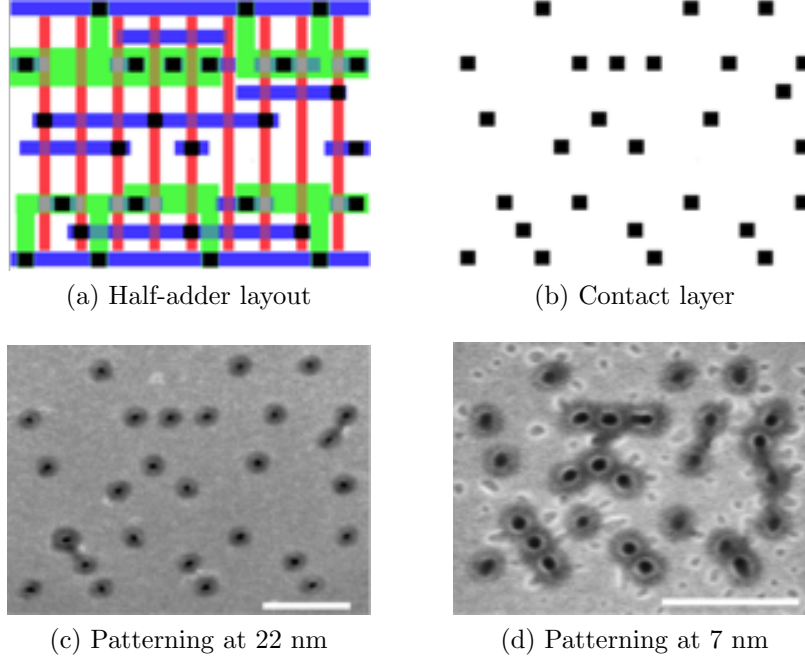 (a) Half-adder layout
(b) Contact layer
(c) Patterning at 22 nm
(d) Patterning at 7 nm